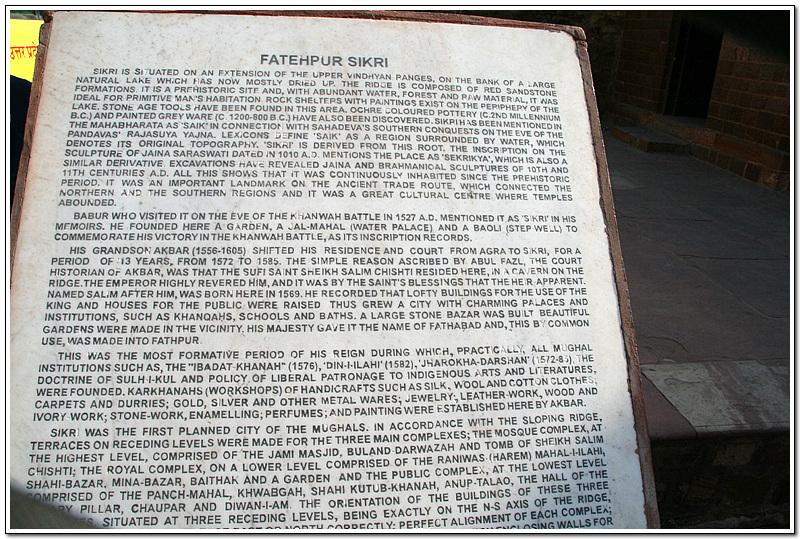 उत्तर प्रदे
FATEHPUR SIKRI
SIKRI IS SITUATED ON AN EXTENSION OF THE UPPER VINDHYAN RANGES, ON THE BANK OF A LARGE
NATURAL LAKE WHICH HAS NOW MOSTLY DRIED UP. THE RIDGE IS COMPOSED OF RED SANDSTONE
FORMATIONS. IT IS A PREHISTORIC SITE AND, WITH ABUNDANT WATER, FOREST AND RAW MATERIAL, IT WAS
IDEAL FOR PRIMITIVE MAN'S HABITATION. ROCK SHELTERS WITH PAINTINGS EXIST ON THE PERIPHERY OF THE
LAKE. STONE AGE TOOLS HAVE BEEN FOUND IN THIS AREA. OCHRE COLOURED POTTERY (C.2ND MILLENNIUM
B.C.) AND PAINTED GREY WARE (C. 1200-800 B.C.) HAVE ALSO BEEN DISCOVERED. SIKRI HAS BEEN MENTIONED IN
THE MAHABHARATA AS 'SAIK' IN CONNECTION WITH SAHADEVA'S SOUTHERN CONQUESTS ON THE EVE OF THE
PANDAVAS' RAJASUYA YAJNA. LEXICONS DEFINE 'SAIK' AS A REGION SURROUNDED BY WATER, WHICH
DENOTES ITS ORIGINAL TOPOGRAPHY. 'SIKRI' IS DERIVED FROM THIS ROOT. THE INSCRIPTION ON THE
SCULPTURE OF JAINA SARASWATI DATED IN 1010 A.D. MENTIONS THE PLACE AS 'SEKRIKYA', WHICH IS ALSO A
SIMILAR DERIVATIVE. EXCAVATIONS HAVE REVEALED JAINA AND BRAHMANICAL SCULPTURES OF 10TH AND
11TH CENTURIES A.D. ALL THIS SHOWS THAT IT WAS CONTINUOUSLY INHABITED SINCE THE PREHISTORIC
PERIOD. IT WAS AN IMPORTANT LANDMARK ON THE ANCIENT TRADE ROUTE, WHICH CONNECTED THE
NORTHERN AND THE SOUTHERN REGIONS AND IT WAS A GREAT CULTURAL CENTRE WHERE TEMPLES
ABOUNDED.
BABUR WHO VISITED IT ON THE EVE OF THE KHANWAH BATTLE IN 1527 A.D. MENTIONED IT AS 'SIKRI' IN HIS
MEMOIRS. HE FOUNDED HERE A GARDEN, A JAL-MAHAL (WATER PALACE) AND A BAOLI (STEP WELL) TO
COMMEMORATE HIS VICTORY IN THE KHANWAH BATTLE, AS ITS INSCRIPTION RECORDS.
HIS GRANDSON AKBAR (1556-1605) SHIFTED HIS RESIDENCE AND COURT FROM AGRA TO SIKRI, FOR A
PERIOD OF 13 YEARS, FROM 1572 TO 1585. THE SIMPLE REASON ASCRIBED BY ABUL FAZL, THE COURT
HISTORIAN OF AKBAR, WAS THAT THE SUFI SAINT SHEIKH SALIM CHISHTI RESIDED HERE, IN A CAVERN ON THE
RIDGE. THE EMPEROR HIGHLY REVERED HIM, AND IT WAS BY THE SAINT'S BLESSINGS THAT THE HEIR-APPARENT.
NAMED SALIM AFTER HIM, WAS BORN HERE IN 1569. HE RECORDED THAT LOFTY BUILDINGS FOR THE USE OF THE
KING AND HOUSES FOR THE PUBLIC WERE RAISED THUS GREW A CITY WITH CHARMING PALACES AND
INSTITUTIONS, SUCH AS KHANQAHS, SCHOOLS AND BATHS. A LARGE STONE BAZAR WAS BUILT BEAUTIFUL
GARDENS WERE MADE IN THE VICINITY. HIS MAJESTY GAVE IT THE NAME OF FATHABAD AND, THIS BY COMMON
USE, WAS MADE INTO FATHPUR.
THIS WAS THE MOST FORMATIVE PERIOD OF HIS REIGN DURING WHICH, PRACTICALLY, ALL MUGHAL
INSTITUTIONS SUCH AS, THE "IBADAT-KHANAH" (1576), 'DIN-I-ILAHI' (1582), 'JHAROKHA-DARSHAN' (1572-85), THE
DOCTRINE OF SULH-I-KUL AND POLICY OF LIBERAL PATRONAGE TO INDIGENOUS ARTS AND LITERATURES,
WERE FOUNDED. KARKHANAHS (WORKSHOPS) OF HANDICRAFTS SUCH AS SILK, WOOL AND COTTON CLOTHES;
CARPETS AND DURRIES; GOLD, SILVER AND OTHER METAL WARES; JEWELRY; LEATHER-WORK, WOOD AND
IVORY-WORK; STONE-WORK, ENAMELLING; PERFUMES; AND PAINTING WERE ESTABLISHED HERE BY AKBAR.
SIKRI WAS THE FIRST PLANNED CITY OF THE MUGHALS. IN ACCORDANCE WITH THE SLOPING RIDGE,
TERRACES ON RECEDING LEVELS WERE MADE FOR THE THREE MAIN COMPLEXES; THE MOSQUE COMPLEX, AT
THE HIGHEST LEVEL, COMPRISED OF THE JAMI MASJID, BULAND DARWAZAH AND TOMB OF SHEIKH SALIM
CHISHTI; THE ROYAL COMPLEX, ON A LOWER LEVEL COMPRISED OF THE RANIWAS (HAREM) MAHAL-I-ILAHI,
SHAHI-BAZAR, MINA-BAZAR, BAITHAK AND A GARDEN AND THE PUBLIC COMPLEX, AT THE LOWEST LEVEL
COMPRISED OF THE PANCH-MAHAL, KHWABGAH, SHAHI KUTUB-KHANAH, ANUP-TALAO, THE HALL OF THE
PILLAR, CHAUPAR AND DIWAN-I-AM. THE ORIENTATION OF THE BUILDINGS OF THESE THREE
SITUATED AT THREE RECEDING LEVELS, BEING EXACTLY ON THE N-S AXIS OF THE RIDGE,
OR NORTH CORRECTLY; PERFECT ALIGNMENT OF EACH COMPLEX;
ENCLOSING WALLS FOR